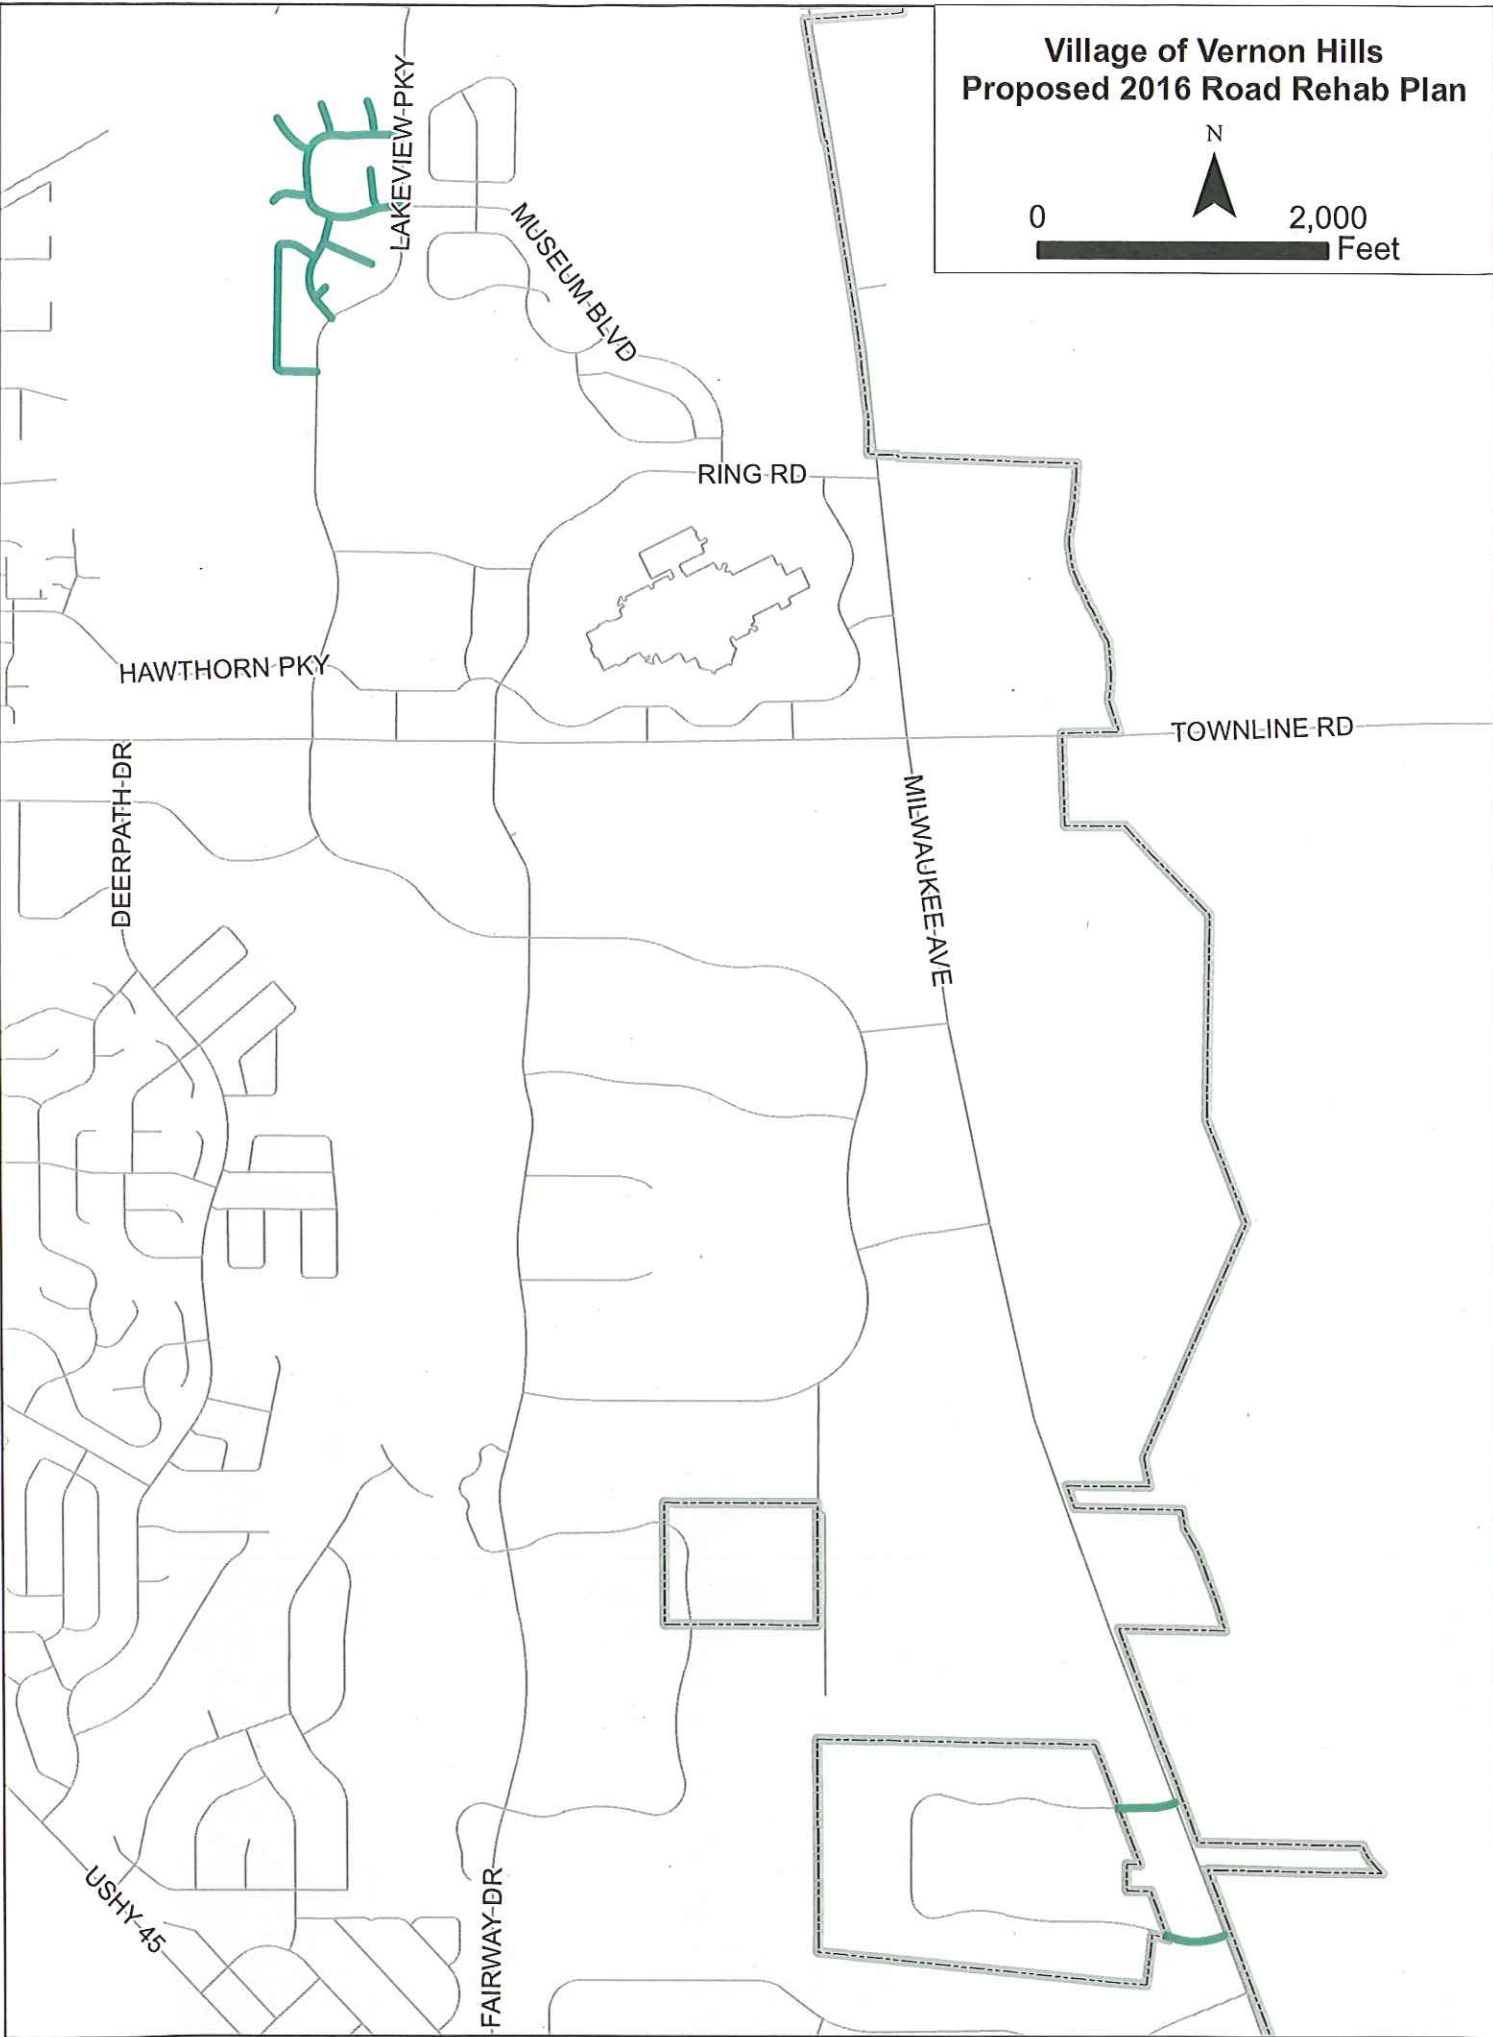 Village of Vernon Hills
Proposed 2016 Road Rehab Plan
N
0 2,000
Feet
LAKEVIEW PKY
MUSEUM BLVD
RING RD
HAWTHORN PKY
TOWNLINE RD
DEERPATH DR
MILWAUKEE AVE
USHY 45
FAIRWAY DR